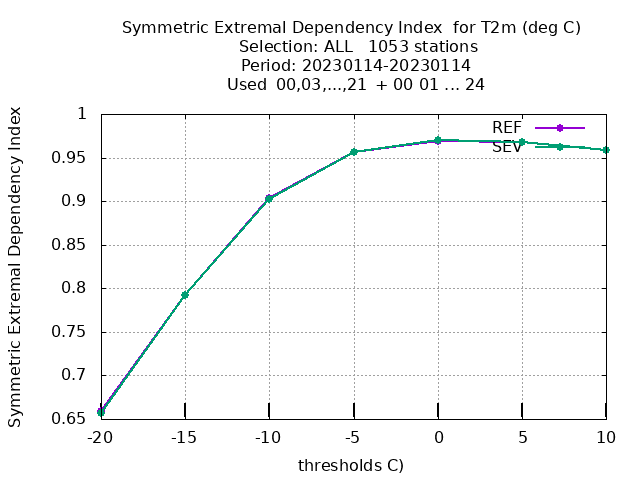 Symmetric Extremal Dependency Index  for T2m (deg C)
Selection: ALL   1053 stations
Period: 20230114-20230114
Used  00,03,...,21  + 00 01 ... 24
Symmetric Extremal Dependency Index
1
0.95
0.9
0.85
0.8
0.75
0.7
0.65
REF
SEV
-20 -15 -10 -5 0 5 10
thresholds C)